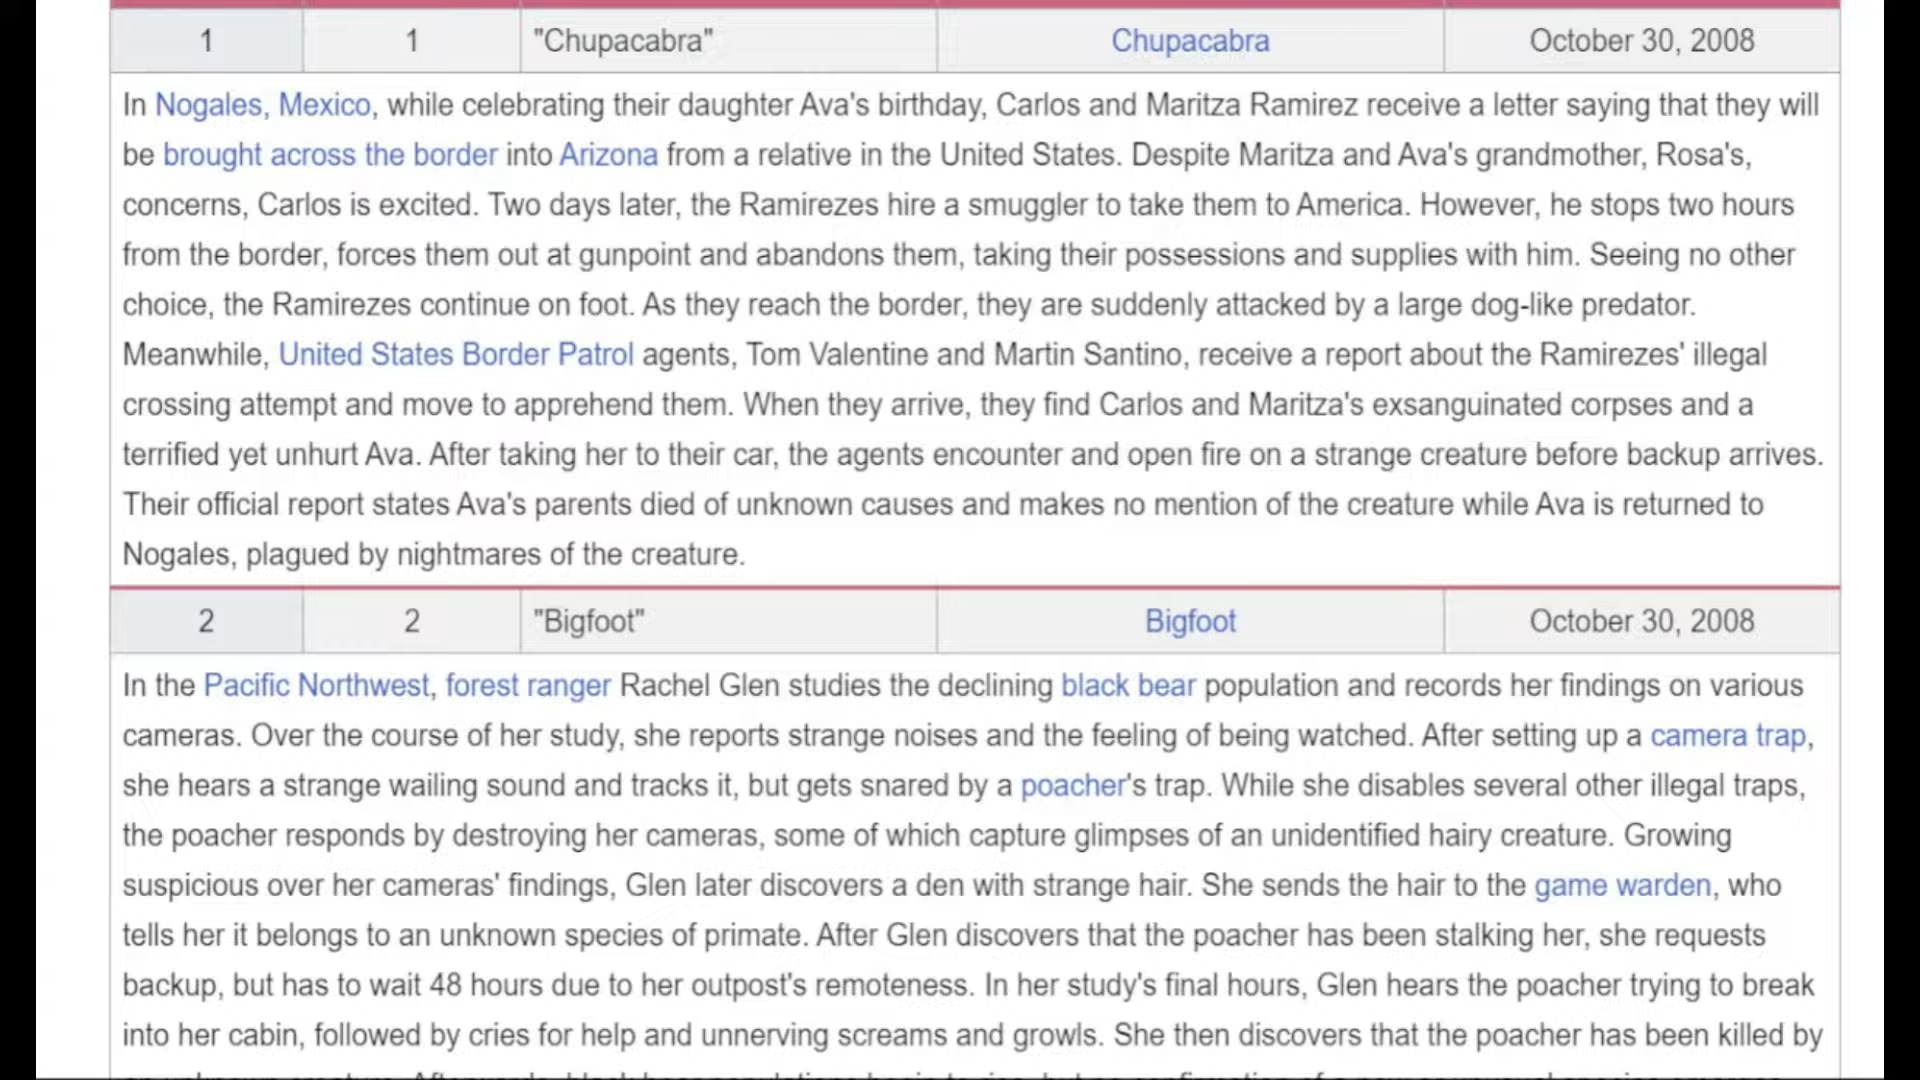 1 1 "Chupacabra" Chupacabra October 30, 2008
In Nogales, Mexico, while celebrating their daughter Ava's birthday, Carlos and Maritza Ramirez receive a letter saying that they will
be brought across the border into Arizona from a relative in the United States. Despite Maritza and Ava's grandmother, Rosa's,
concerns, Carlos is excited. Two days later, the Ramirezes hire a smuggler to take them to America. However, he stops two hours
from the border, forces them out at gunpoint and abandons them, taking their possessions and supplies with him. Seeing no other
choice, the Ramirezes continue on foot. As they reach the border, they are suddenly attacked by a large dog-like predator.
Meanwhile, United States Border Patrol agents, Tom Valentine and Martin Santino, receive a report about the Ramirezes' illegal
crossing attempt and move to apprehend them. When they arrive, they find Carlos and Maritza's exsanguinated corpses and a
terrified yet unhurt Ava. After taking her to their car, the agents encounter and open fire on a strange creature before backup arrives.
Their official report states Ava's parents died of unknown causes and makes no mention of the creature while Ava is returned to
Nogales, plagued by nightmares of the creature.
2 2 "Bigfoot" Bigfoot October 30, 2008
In the Pacific Northwest, forest ranger Rachel Glen studies the declining black bear population and records her findings on various
cameras. Over the course of her study, she reports strange noises and the feeling of being watched. After setting up a camera trap,
she hears a strange wailing sound and tracks it, but gets snared by a poacher's trap. While she disables several other illegal traps,
the poacher responds by destroying her cameras, some of which capture glimpses of an unidentified hairy creature. Growing
suspicious over her cameras' findings, Glen later discovers a den with strange hair. She sends the hair to the game warden, who
tells her it belongs to an unknown species of primate. After Glen discovers that the poacher has been stalking her, she requests
backup, but has to wait 48 hours due to her outpost's remoteness. In her study's final hours, Glen hears the poacher trying to break
into her cabin, followed by cries for help and unnerving screams and growls. She then discovers that the poacher has been killed by